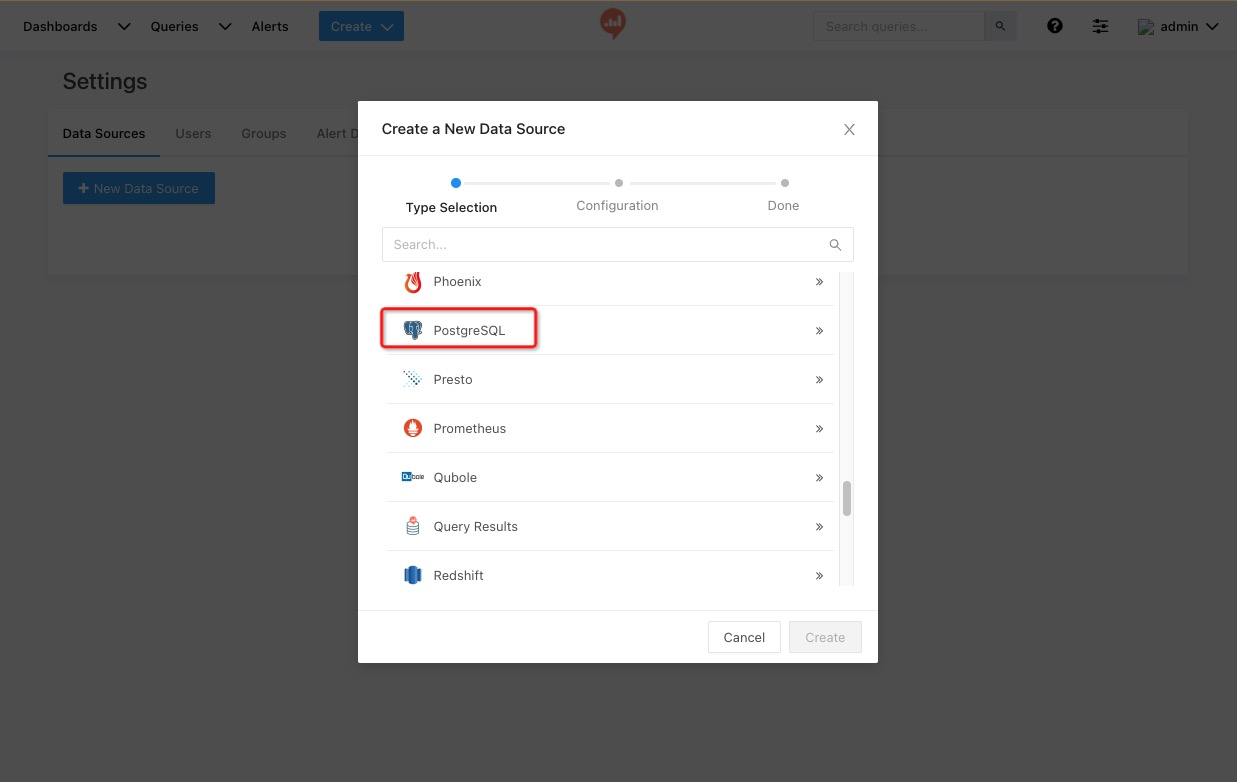 Dashboards Queries Alerts Create Search queries... admin
Settings
Data Sources Users Groups Alert D
New Data Source
Create a New Data Source
Type Selection Configuration Done
Search...
Phoenix
PostgreSQL
Presto
Prometheus
Qubole
Query Results
Redshift
Cancel Create